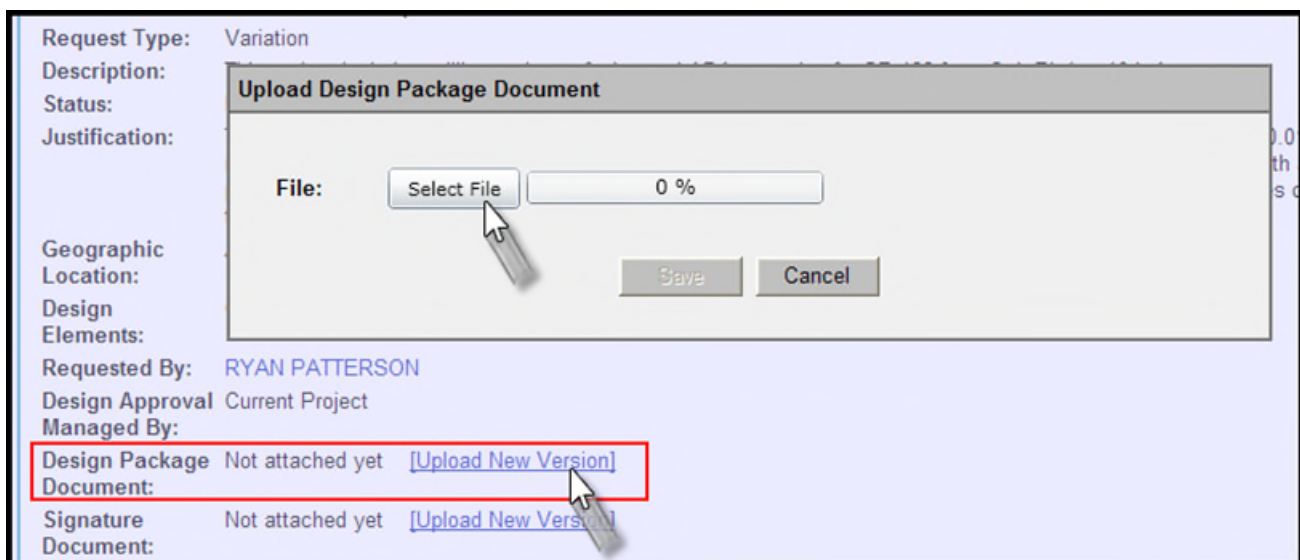 Request Type: Variation
Description:
Upload Design Package Document
Status:
Justification:
File: Select File 0 %
Geographic
Location:
Save Cancel
Design
Elements:
Requested By: RYAN PATTERSON
Design Approval Current Project
Managed By:
Design Package Not attached yet [Upload New Version]
Document:
Signature Not attached yet [Upload New Version]
Document: